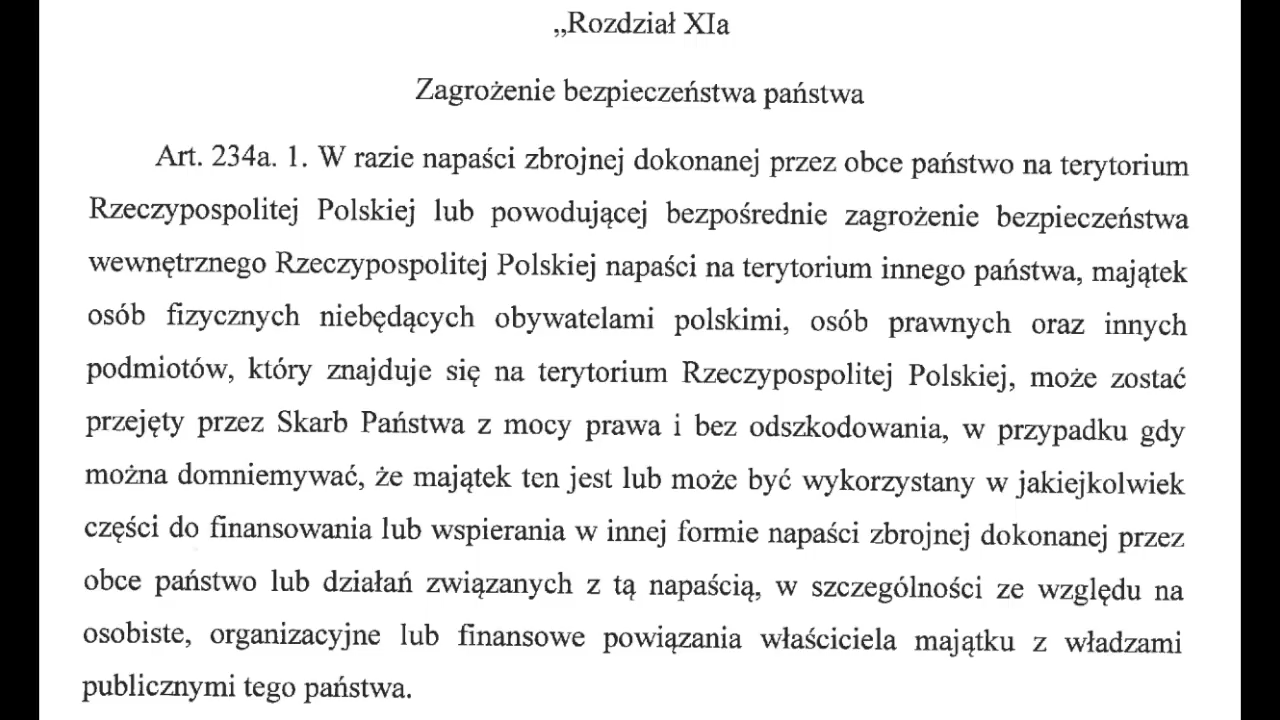 „Rozdział XIa
Zagrożenie bezpieczeństwa państwa
Art. 234a. 1. W razie napaści zbrojnej dokonanej przez obce państwo na terytorium
Rzeczypospolitej Polskiej lub powodującej bezpośrednie zagrożenie bezpieczeństwa
wewnętrznego Rzeczypospolitej Polskiej napaści na terytorium innego państwa, majątek
osób fizycznych niebędących obywatelami polskimi, osób prawnych oraz innych
podmiotów, który znajduje się na terytorium Rzeczypospolitej Polskiej, może zostać
przejęty przez Skarb Państwa z mocy prawa i bez odszkodowania, w przypadku gdy
można domniemywać, że majątek ten jest lub może być wykorzystany w jakiejkolwiek
części do finansowania lub wspierania w innej formie napaści zbrojnej dokonanej przez
obce państwo lub działań związanych z tą napaścią, w szczególności ze względu na
osobiste, organizacyjne lub finansowe powiązania właściciela majątku z władzami
publicznymi tego państwa.